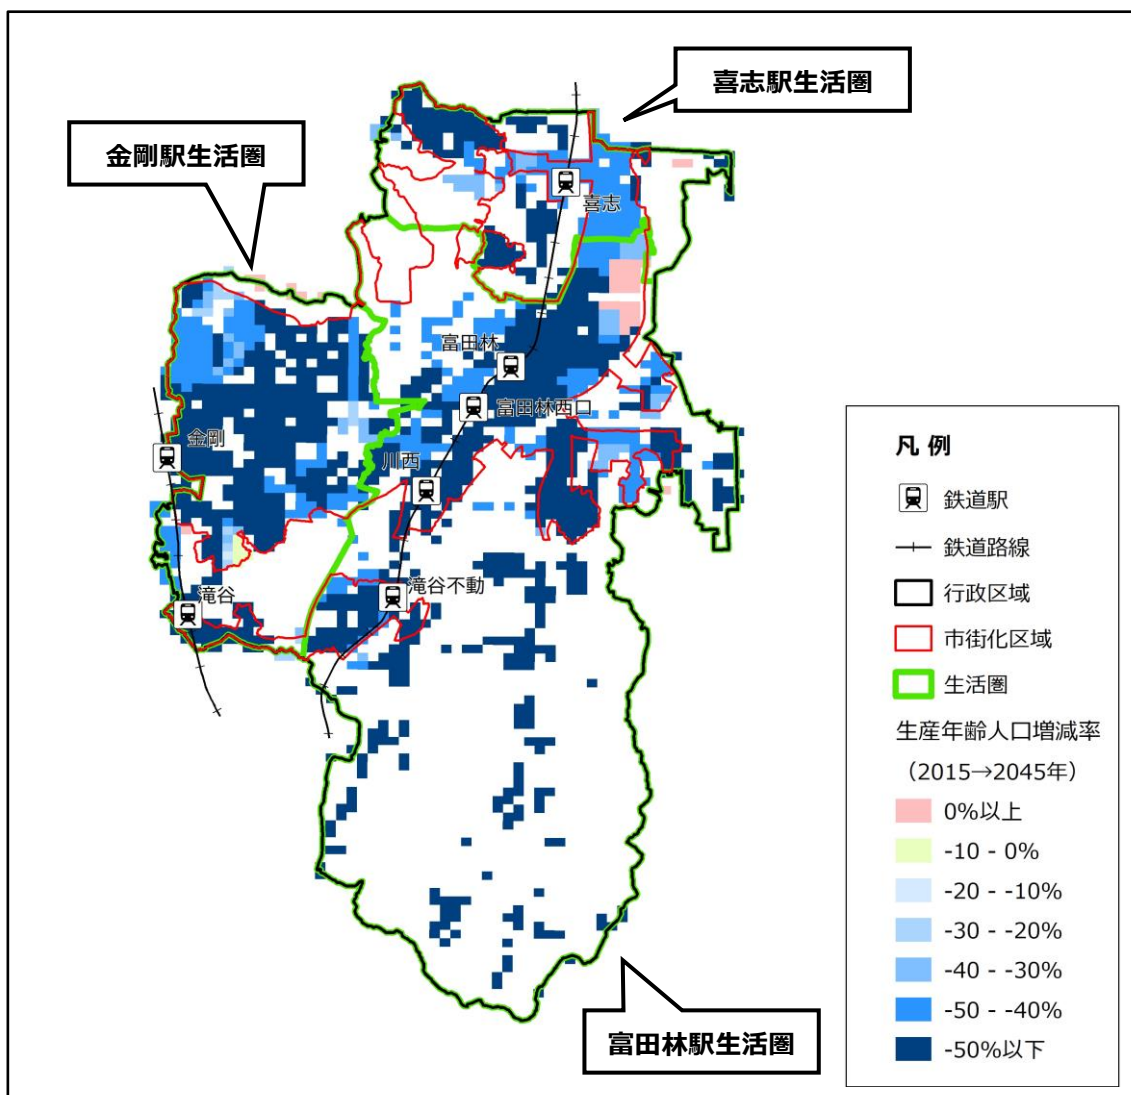 喜志駅生活圏
金剛駅生活圏
喜志
富田林
富田林西口
金剛
川西
滝谷不動
滝谷
富田林駅生活圏
凡 例
鉄道駅
鉄道路線
行政区域
市街化区域
生活圏
生産年齢人口増減率
（2015→2045年）
0%以上
-10 - 0%
-20 - -10%
-30 - -20%
-40 - -30%
-50 - -40%
-50%以下